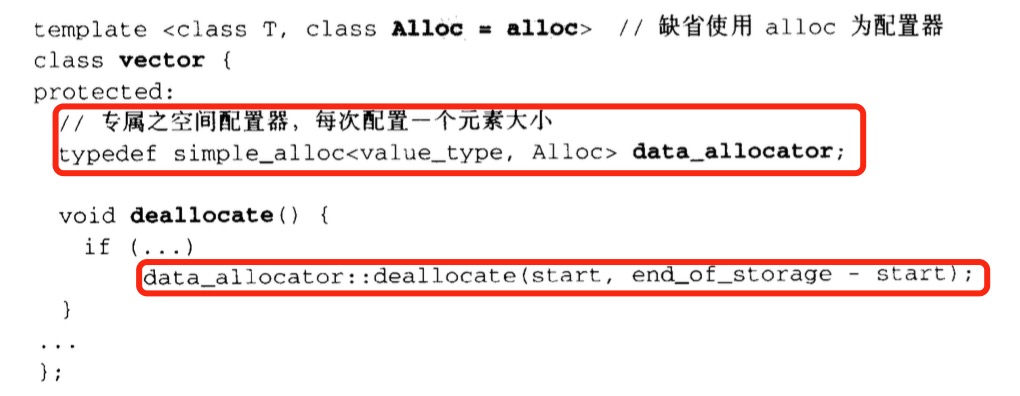 template <class T, class Alloc = alloc>  // 缺省使用 alloc 为配置器
class vector {
protected:
  // 专属之空间配置器，每次配置一个元素大小
  typedef simple_alloc<value_type, Alloc> data_allocator;

  void deallocate() {
    if (...)
        data_allocator::deallocate(start, end_of_storage - start);
  }
...
};